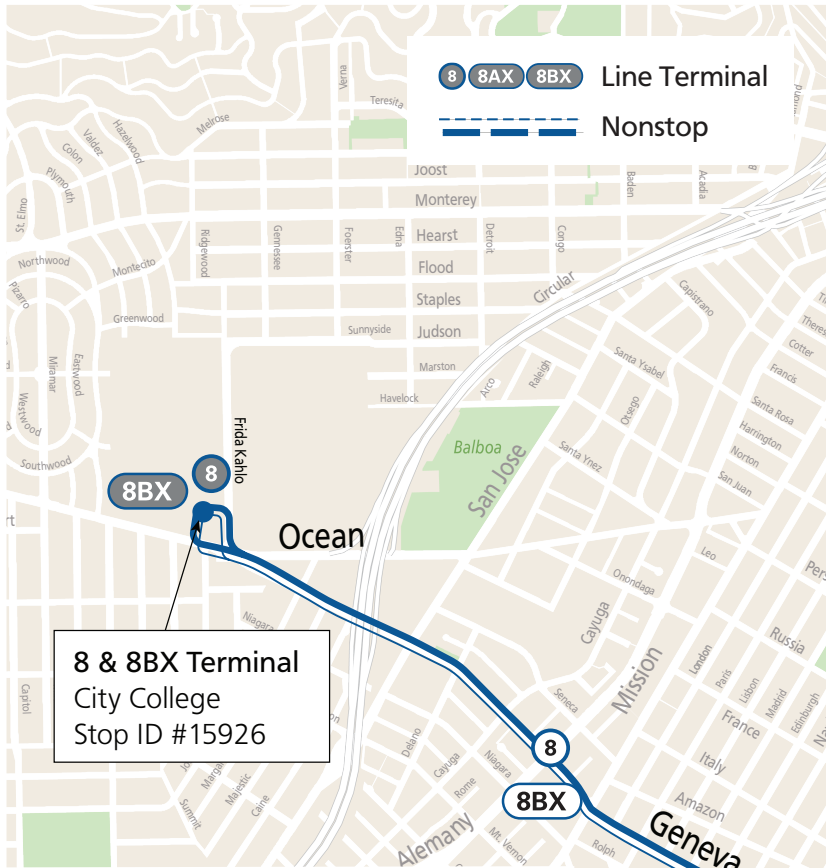 8 8AX 8BX Line Terminal
Nonstop
Verna
Teresita
Melrose
Hazelwood
Valdez
Colon
Plymouth
St. Elmo
Joost
Monterey
Baden
Acadia
Ridgewood
Gennessee
Foerster
Edna
Hearst
Detroit
Congo
Flood
Northwood
Montecito
Circular
Pizarro
Staples
Capistrano
Greenwood
Sunnyside
Judson
Theres
Cotter
Miramar
Eastwood
Marston
Arco
Raleigh
Santa Ysabel
Francis
Westwood
Havelock
Otsego
Santa Rosa
Harrington
Frida Kahlo
Balboa
San Jose
Santa Ynez
Norton
Southwood
San Juan
8
8BX
Ocean
Leo
Onondaga
Niagara
Cayuga
Russia
8 & 8BX Terminal
City College
Stop ID #15926
Mission
London
Paris
Lisbon
Madrid
Edinburgh
Capitol
Seneca
France
Delano
8
Italy
Cayuga
Niagara
Rome
Majestic
Caine
Summit
8BX
Amazon
Alemany
Mt. Vernon
Rolph
Geneva